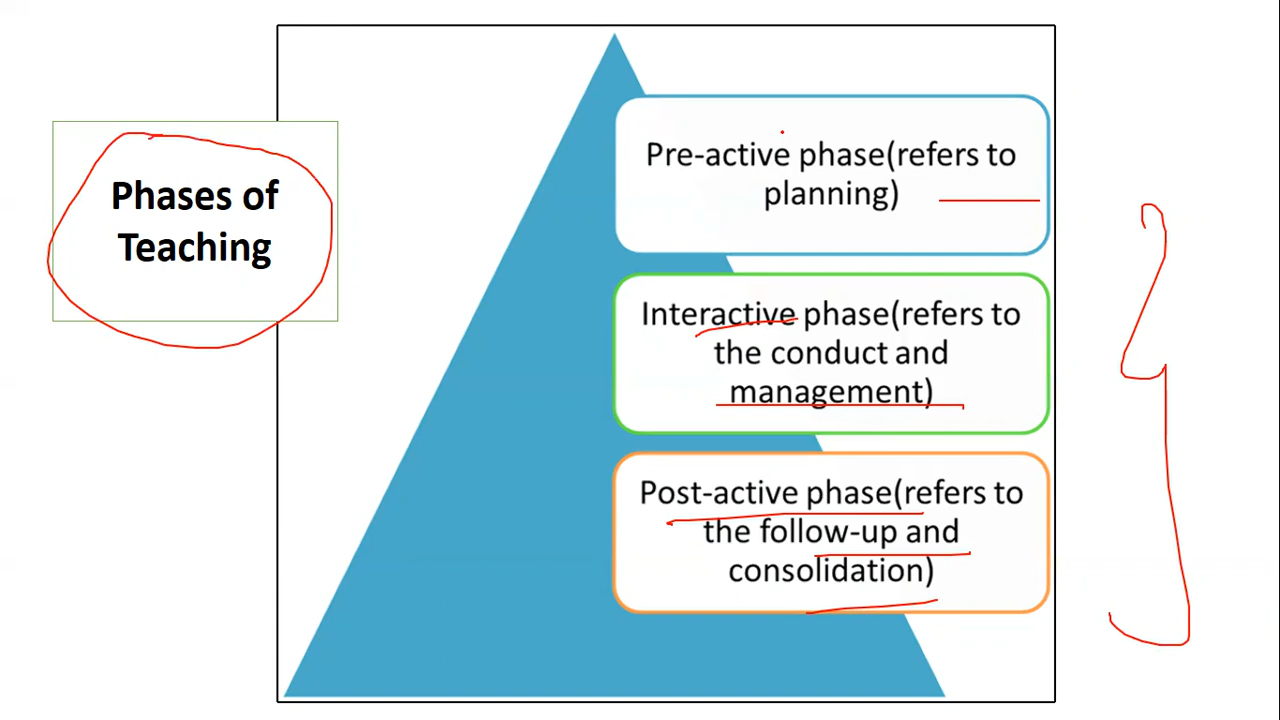 Phases of
Teaching
Pre-active phase(refers to
planning)
Interactive phase(refers to
the conduct and
management)
Post-active phase(refers to
the follow-up and
consolidation)